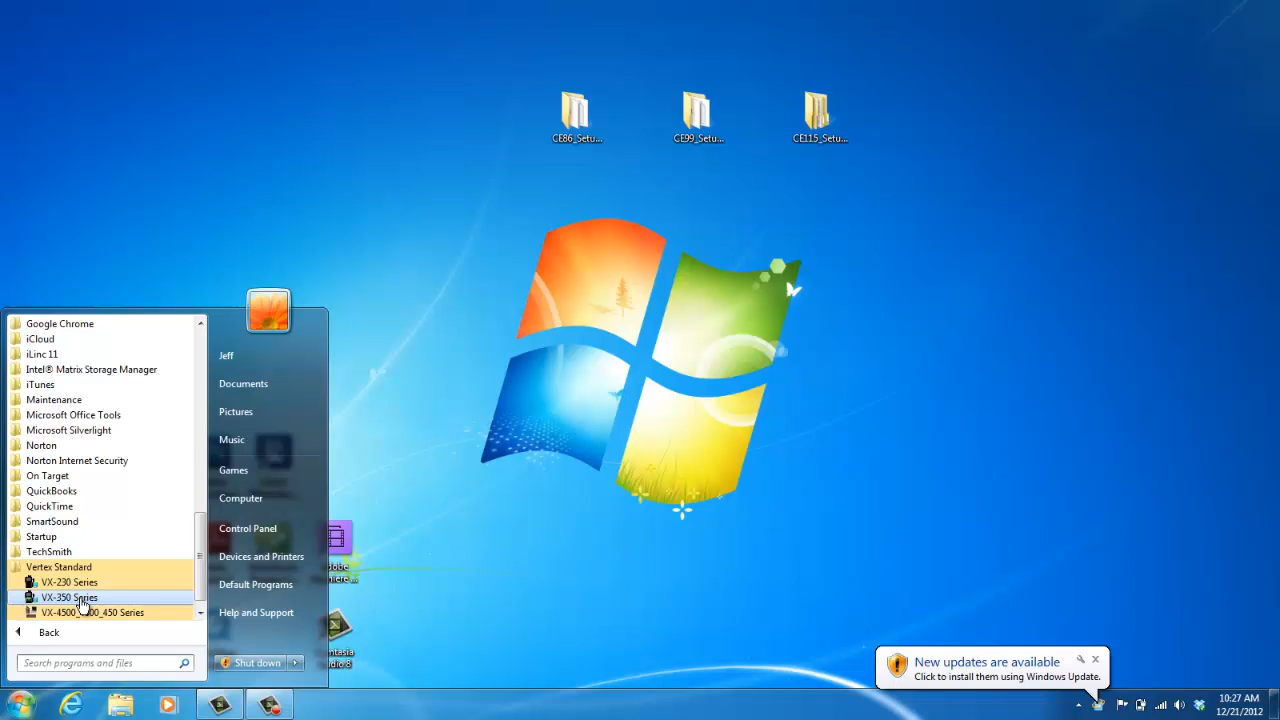 CE86_Setu...
CE99_Setu...
CE115_Setu...
Google Chrome
iCloud
iLinc 11
Intel® Matrix Storage Manager
iTunes
Maintenance
Microsoft Office Tools
Microsoft Silverlight
Norton
Norton Internet Security
On Target
QuickBooks
QuickTime
SmartSound
Startup
TechSmith
Vertex Standard
VX-230 Series
VX-350 Series
VX-4500_ _450 Series
Back
Search programs and files
Jeff
Documents
Pictures
Music
Games
Computer
Control Panel
Devices and Printers
Default Programs
Help and Support
Shut down
New updates are available
Click to install them using Windows Update.
10:27 AM
12/21/2012